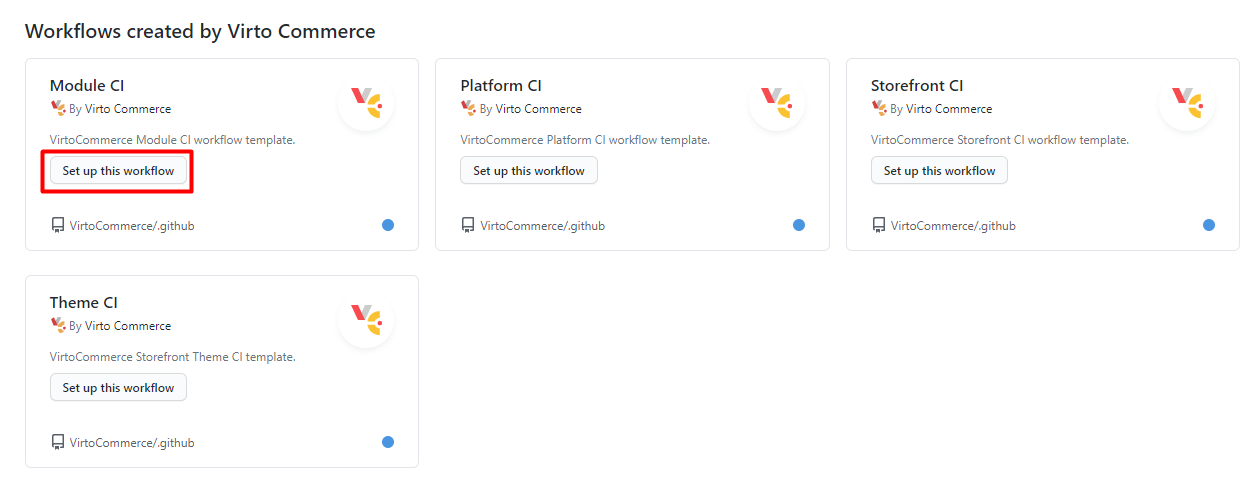 Workflows created by Virto Commerce
Module CI
By Virto Commerce
VirtoCommerce Module CI workflow template.
Set up this workflow
VirtoCommerce/.github
Platform CI
By Virto Commerce
VirtoCommerce Platform CI workflow template.
Set up this workflow
VirtoCommerce/.github
Storefront CI
By Virto Commerce
VirtoCommerce Storefront CI workflow template.
Set up this workflow
VirtoCommerce/.github
Theme CI
By Virto Commerce
VirtoCommerce Storefront Theme CI template.
Set up this workflow
VirtoCommerce/.github